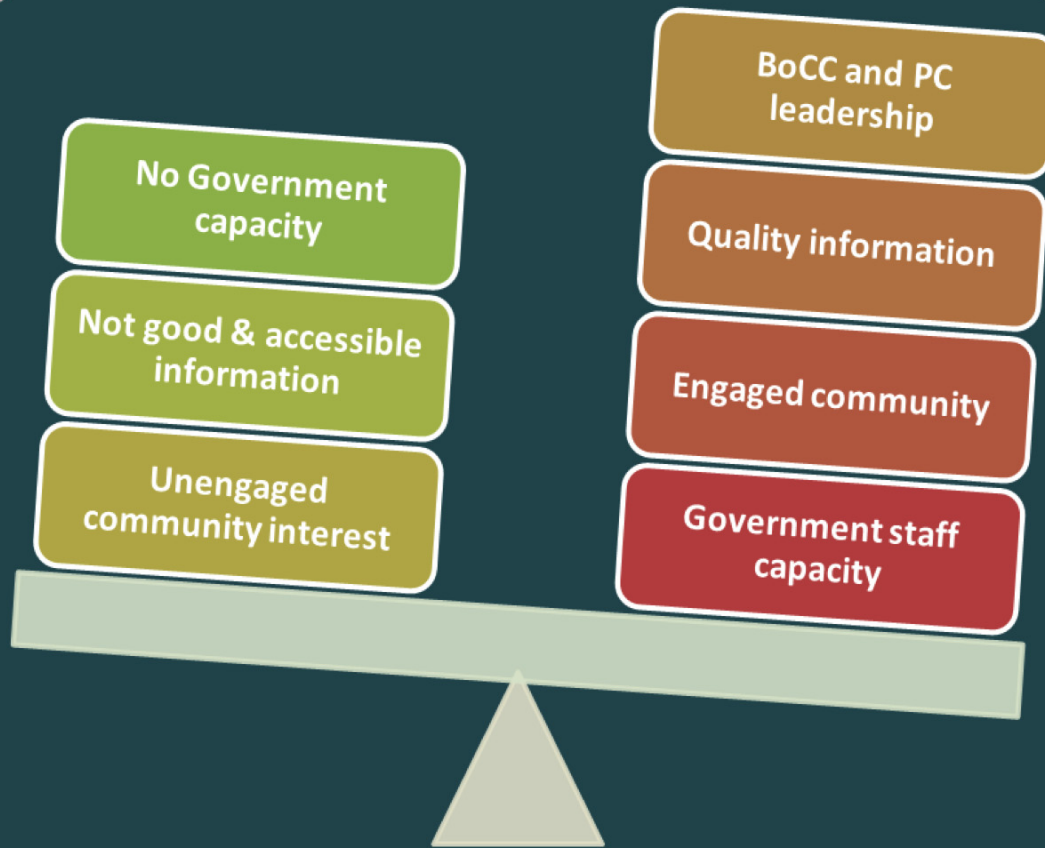 No Government
capacity
Not good & accessible
information
Unengaged
community interest
BoCC and PC
leadership
Quality information
Engaged community
Government staff
capacity